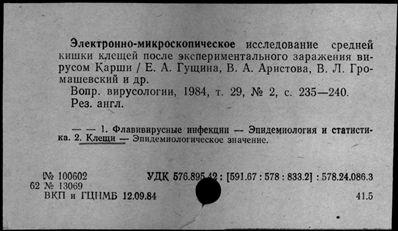 Электронно-микроскопическое исследование средней
кишки клещей после экспериментального заражения ви-
русом Карши / Е. А. Гущина, В. А. Аристова, В. Л. Гро-
машевский и др.
Вопр. вирусологии, 1984, т. 29, № 2, с. 235—240.
Рез. англ.
— — 1. Флавивирусные инфекции — Эпидемиология и статисти-
ка. 2. Клещи — Эпидемиологическое значение.
№ 100602 УДК 576.895.42 : [591.67 : 578 : 833.2] : 578.24.086.3
62 № 13069
ВКП и ГЦНМБ 12.09.84 41.5